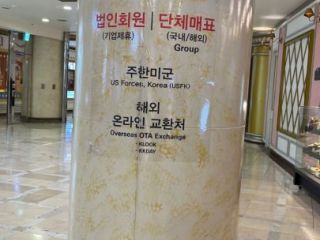 법인회원 | 단체매표
(기업제휴) (국내/해외)
Group
주한미군
US Forces, Korea (USFK)
해외
온라인 교환처
Overseas OTA Exchange
- KLOOK
- KKDAY